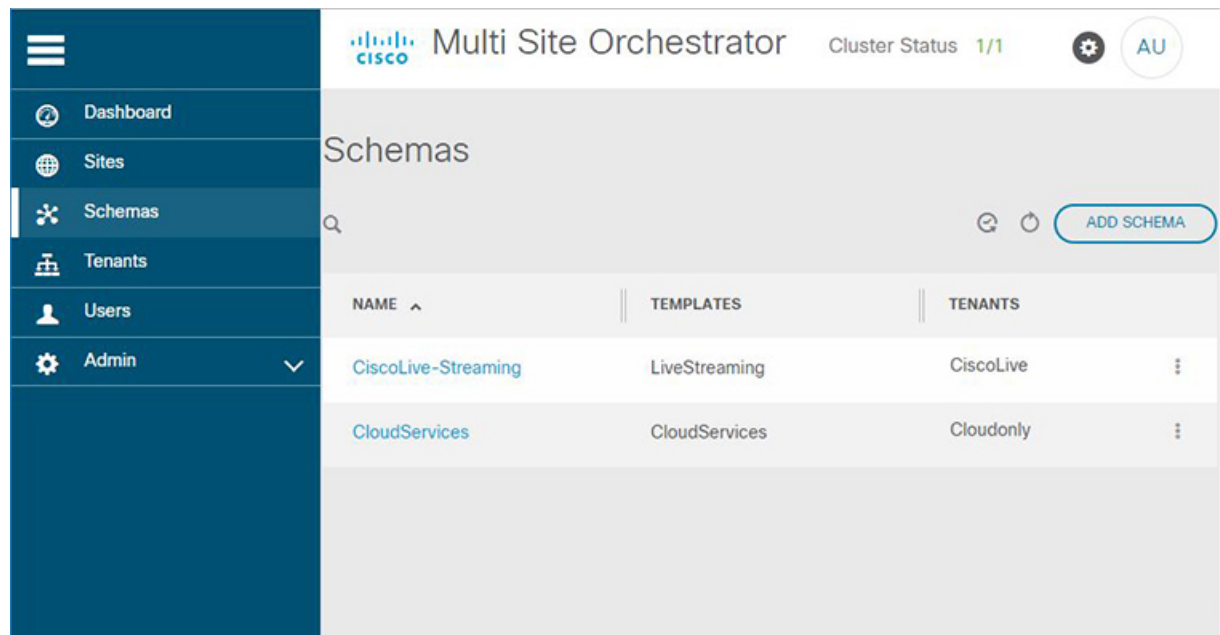 CISCO Multi Site Orchestrator Cluster Status 1/1 AU
Dashboard
Sites
Schemas
Tenants
Users
Admin
Schemas
ADD SCHEMA
NAME TEMPLATES TENANTS
CiscoLive-Streaming LiveStreaming CiscoLive
CloudServices CloudServices Cloudonly